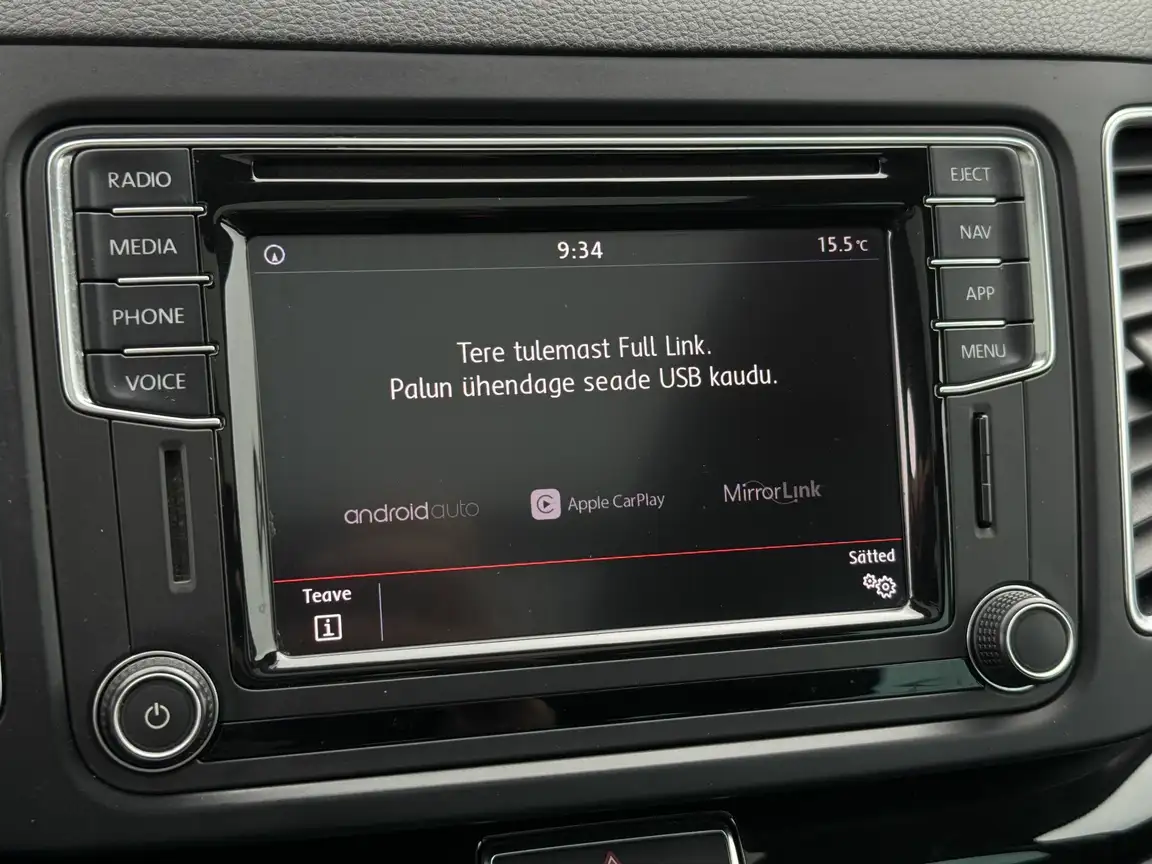 RADIO
MEDIA
PHONE
VOICE
EJECT
NAV
APP
MENU
9:34
15.5°C
Tere tulemast Full Link.
Palun ühendage seade USB kaudu.
androidauto
Apple CarPlay
MirrorLink
Teave
Sätted